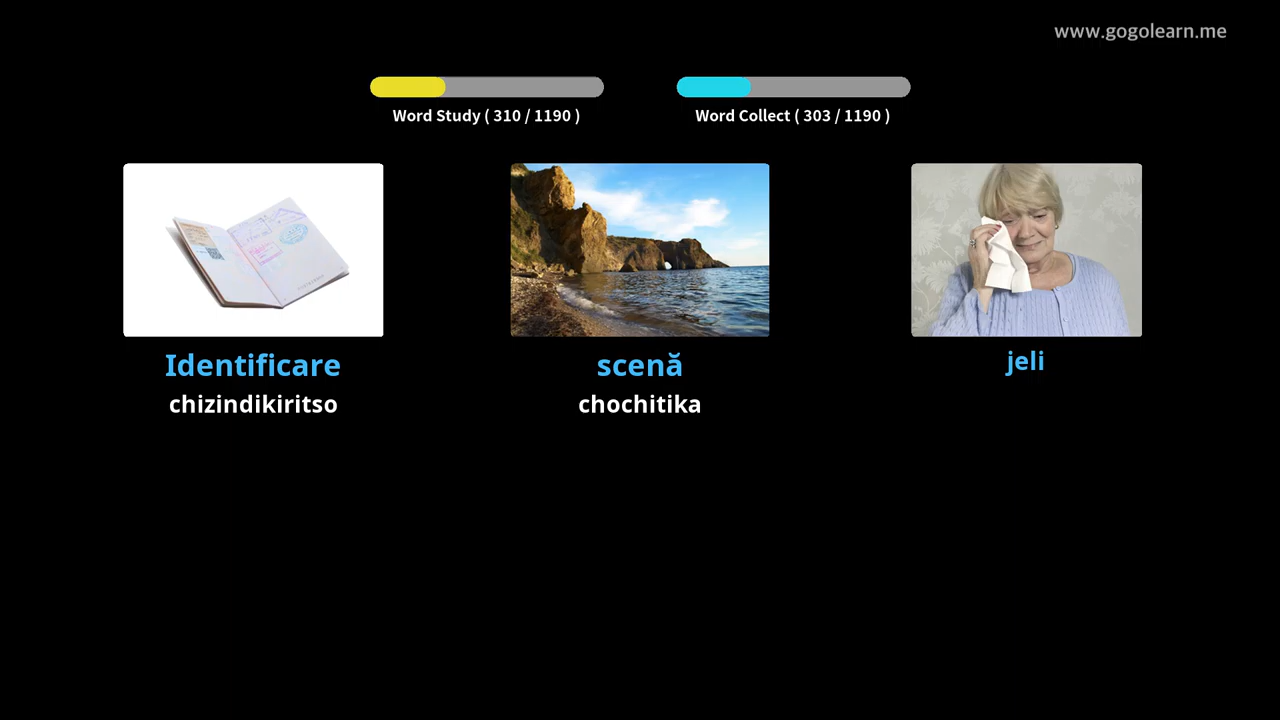 www.gogolearn.me
Word Study ( 310 / 1190 )
Word Collect ( 303 / 1190 )
Identificare
chizindikiritso
scenă
chochitika
jeli